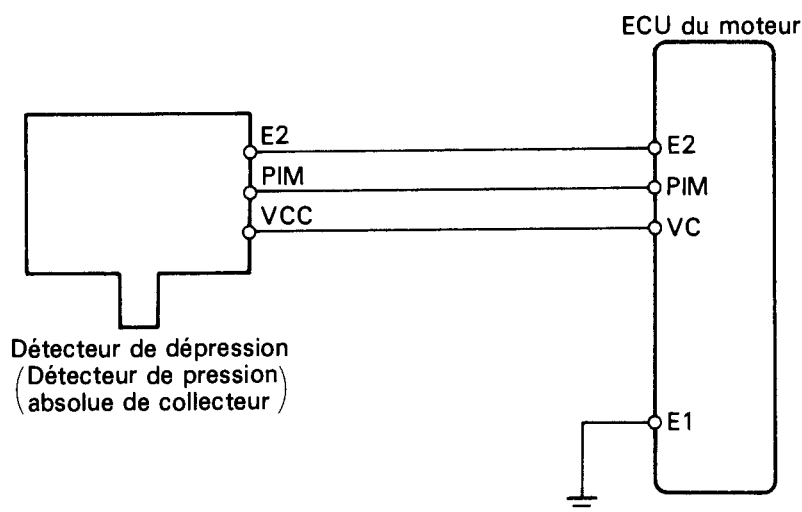 ECU du moteur
E2
E2
PIM
PIM
VCC
VC
Détecteur de dépression
(Détecteur de pression
absolue de collecteur)
E1